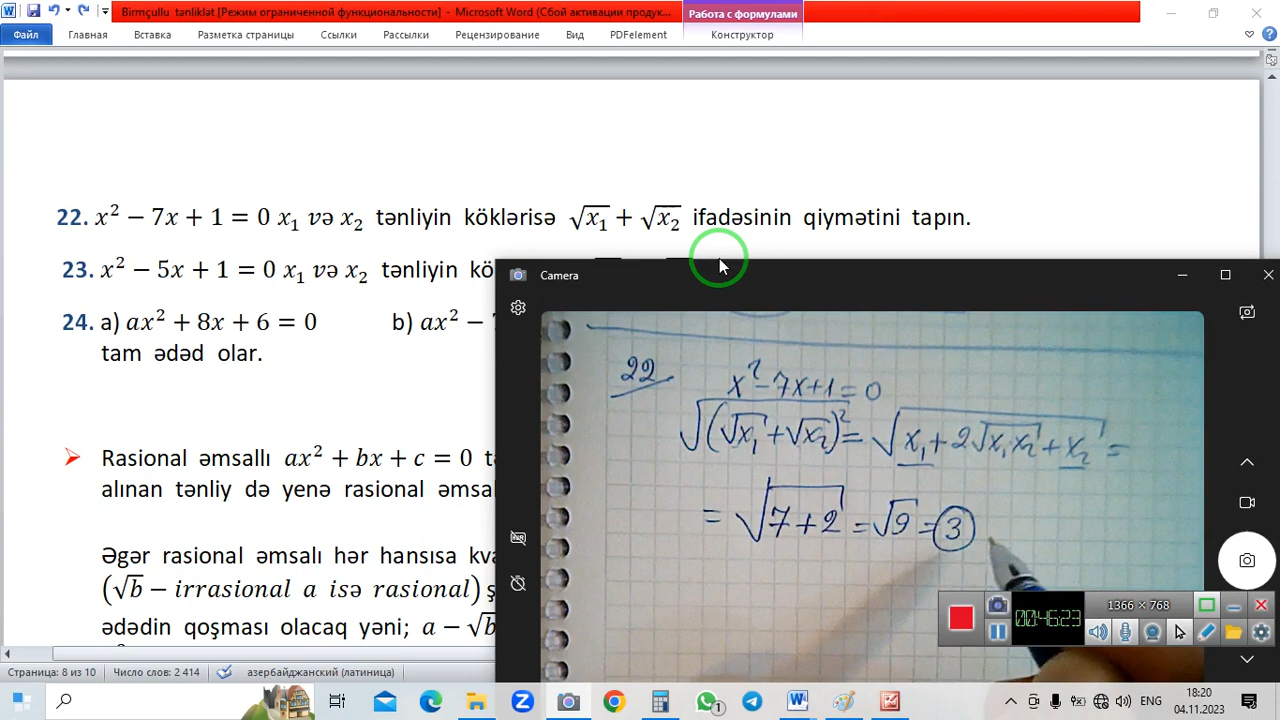 Birmçullu tənliklət [Режим ограниченной функциональности] - Microsoft Word (Сбой активации продук...
Работа с формулами
Файл Главная Вставка Разметка страницы Ссылки Рассылки Рецензирование Вид PDFelement Конструктор
22. x² − 7x + 1 = 0 x₁ və x₂ tənliyin köklərisə √x₁ + √x₂ ifadəsinin qiymətini tapın.
23. x² − 5x + 1 = 0 x₁ və x₂ tənliyin kö
24. a) ax² + 8x + 6 = 0 b) ax² − 7
tam ədəd olar.
Rasional əmsallı ax² + bx + c = 0 t
alınan tənliy də yenə rasional əmsa
Əgər rasional əmsalı hər hansısa kva
(√b − irrasional a isə rasional) ş
ədədin qoşması olacaq yəni; a − √b
Camera
22 x² − 7x + 1 = 0
√(√x₁ + √x₂)² = √x₁ + 2√x₁·x₂ + x₂ =
= √7 + 2 = √9 = 3
00:46:23
1366 × 768
Страница: 8 из 10 Число слов: 2 414 азербайджанский (латиница)
1
ENG
18:20
04.11.2023